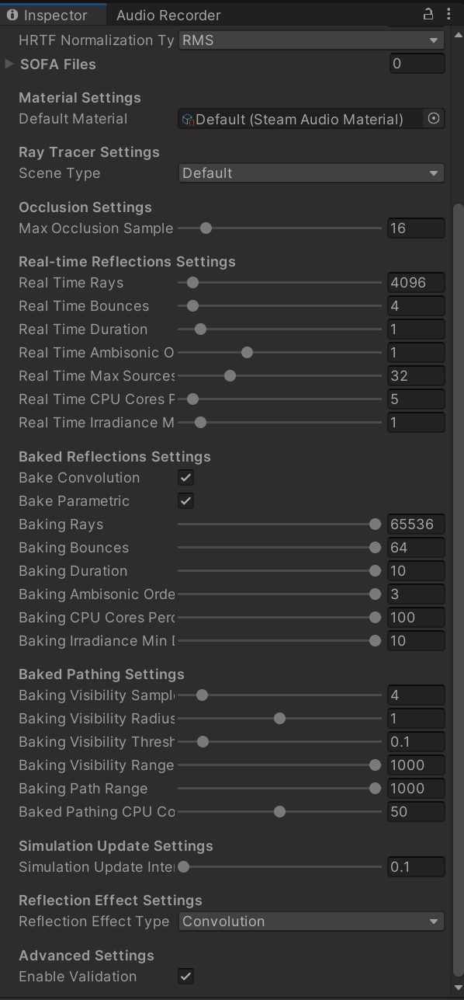 Inspector
Audio Recorder
HRTF Normalization Ty RMS
SOFA Files 0
Material Settings
Default Material Default (Steam Audio Material)
Ray Tracer Settings
Scene Type Default
Occlusion Settings
Max Occlusion Sample 16
Real-time Reflections Settings
Real Time Rays 4096
Real Time Bounces 4
Real Time Duration 1
Real Time Ambisonic O 1
Real Time Max Sources 32
Real Time CPU Cores P 5
Real Time Irradiance M 1
Baked Reflections Settings
Bake Convolution
Bake Parametric
Baking Rays 65536
Baking Bounces 64
Baking Duration 10
Baking Ambisonic Orde 3
Baking CPU Cores Perc 100
Baking Irradiance Min D 10
Baked Pathing Settings
Baking Visibility Sampl 4
Baking Visibility Radius 1
Baking Visibility Thresh 0.1
Baking Visibility Range 1000
Baking Path Range 1000
Baked Pathing CPU Co 50
Simulation Update Settings
Simulation Update Inte 0.1
Reflection Effect Settings
Reflection Effect Type Convolution
Advanced Settings
Enable Validation